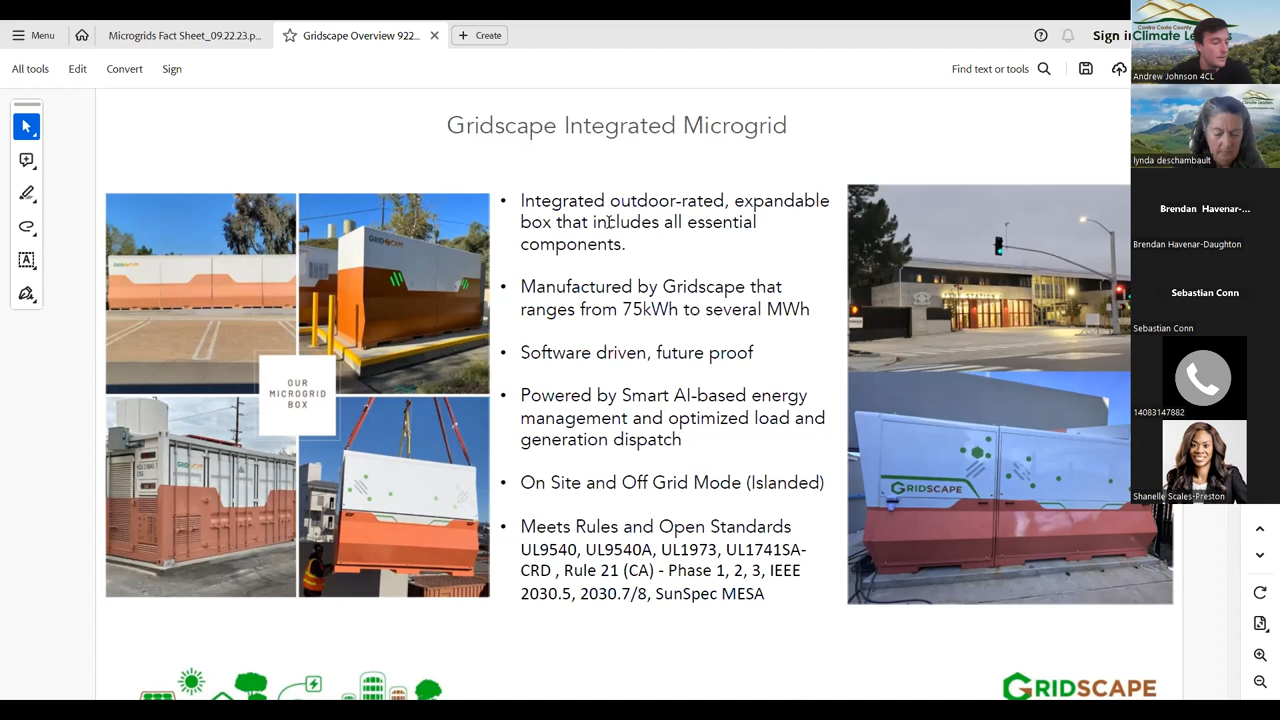 Menu
Microgrids Fact Sheet_09.22.23.p...
Gridscape Overview 922...
Create
Sign in
All tools
Edit
Convert
Sign
Find text or tools
Gridscape Integrated Microgrid
OUR
MICROGRID
BOX
GRIDSCAPE
• Integrated outdoor-rated, expandable
box that includes all essential
components.
• Manufactured by Gridscape that
ranges from 75kWh to several MWh
• Software driven, future proof
• Powered by Smart AI-based energy
management and optimized load and
generation dispatch
• On Site and Off Grid Mode (Islanded)
• Meets Rules and Open Standards
UL9540, UL9540A, UL1973, UL1741SA-
CRD , Rule 21 (CA) - Phase 1, 2, 3, IEEE
2030.5, 2030.7/8, SunSpec MESA
GRIDSCAPE
GRIDSCAPE
Contra Costa County
Climate Leaders
Andrew Johnson 4CL
lynda deschambault
Brendan Havenar-...
Brendan Havenar-Daughton
Sebastian Conn
Sebastian Conn
14083147882
Shanelle Scales-Preston